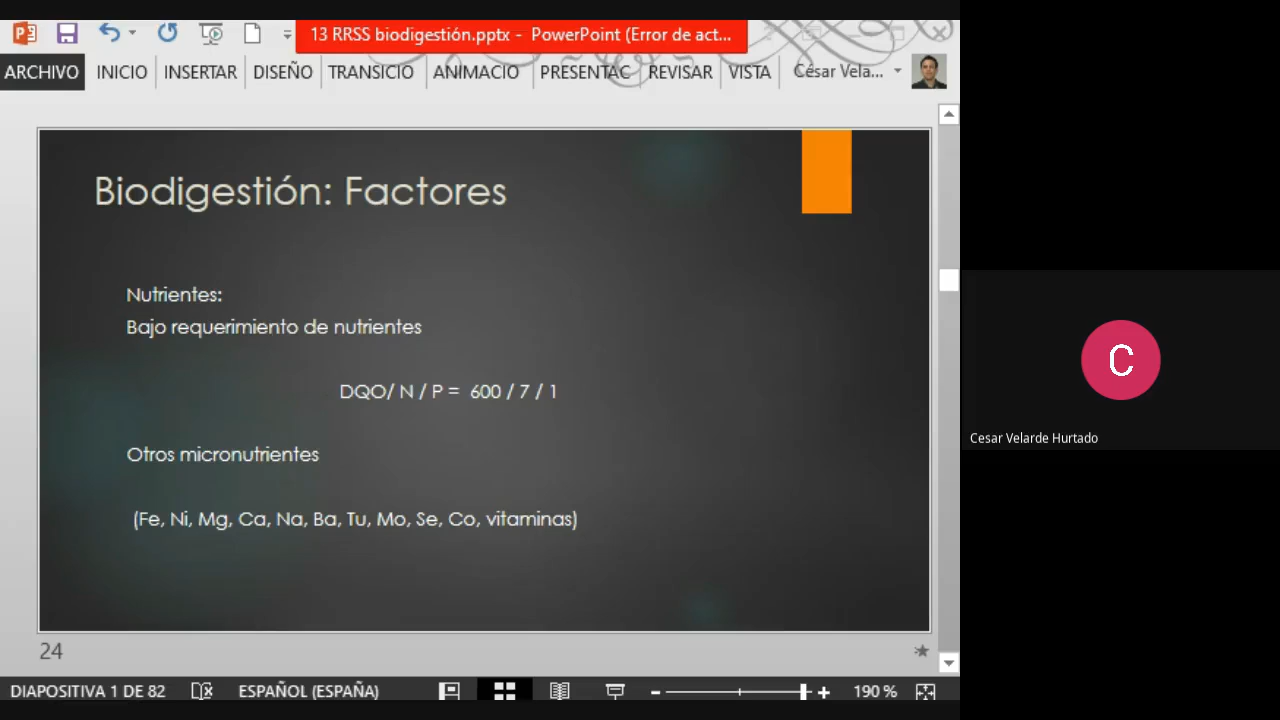 13 RRSS biodigestión.pptx - PowerPoint (Error de act...
ARCHIVO INICIO INSERTAR DISEÑO TRANSICIO ANIMACIO PRESENTAC REVISAR VISTA César Vela...
Biodigestión: Factores
Nutrientes:
Bajo requerimiento de nutrientes
DQO/ N / P = 600 / 7 / 1
Otros micronutrientes
(Fe, Ni, Mg, Ca, Na, Ba, Tu, Mo, Se, Co, vitaminas)
24
DIAPOSITIVA 1 DE 82 ESPAÑOL (ESPAÑA) 190 %
C
Cesar Velarde Hurtado